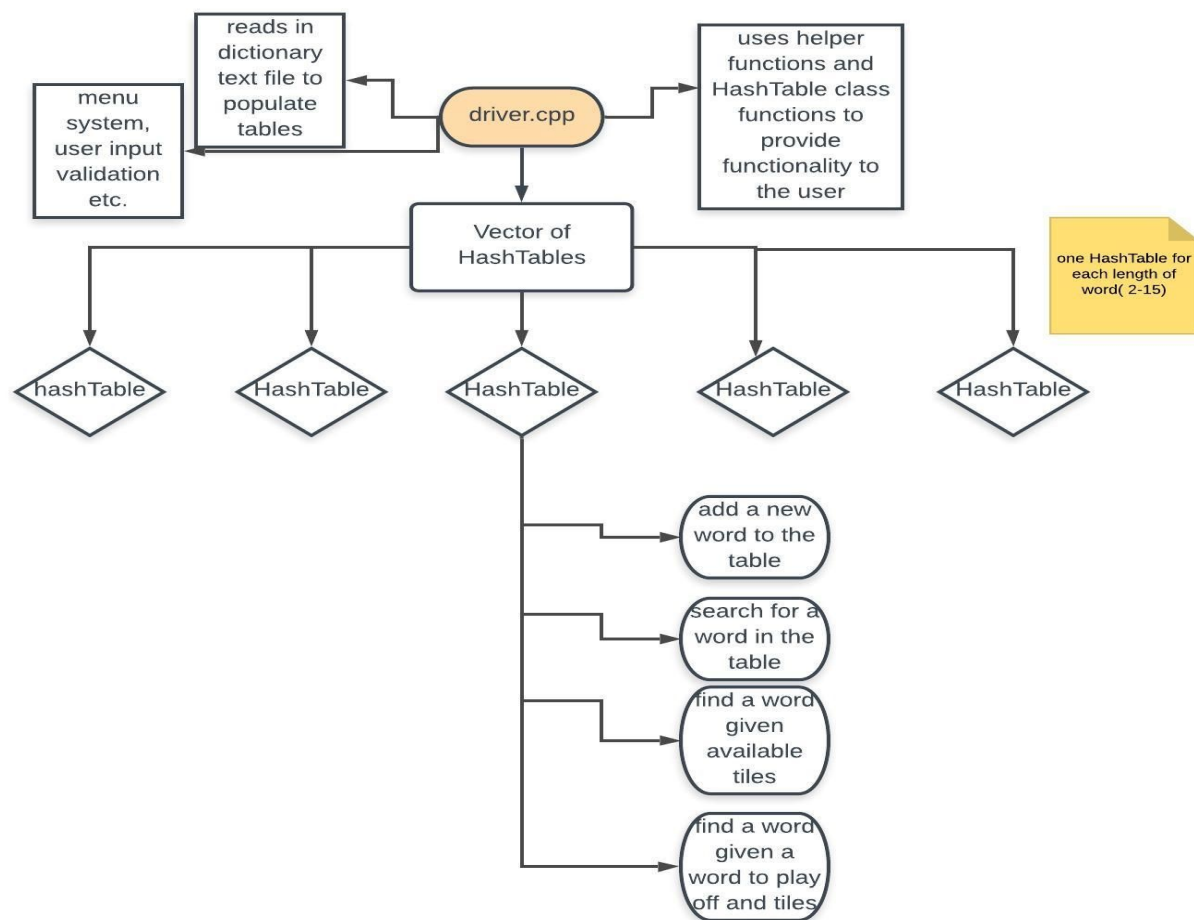 reads in
dictionary
text file to
populate
tables
menu
system,
user input
validation
etc.
driver.cpp
uses helper
functions and
HashTable class
functions to
provide
functionality to
the user
Vector of
HashTables
one HashTable for
each length of
word( 2-15)
hashTable
HashTable
HashTable
HashTable
HashTable
add a new
word to the
table
search for a
word in the
table
find a word
given
available
tiles
find a word
given a
word to play
off and tiles